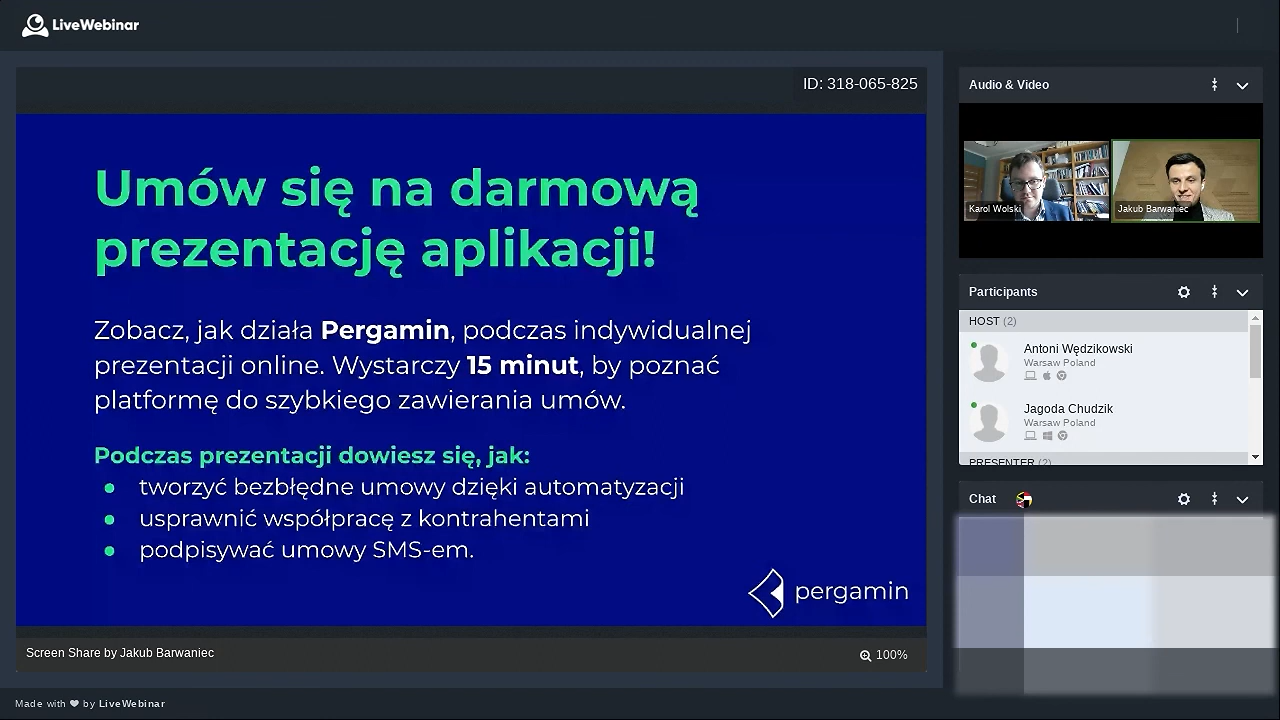 LiveWebinar
ID: 318-065-825
Umów się na darmową
prezentację aplikacji!
Zobacz, jak działa Pergamin, podczas indywidualnej
prezentacji online. Wystarczy 15 minut, by poznać
platformę do szybkiego zawierania umów.
Podczas prezentacji dowiesz się, jak:
tworzyć bezbłędne umowy dzięki automatyzacji
usprawnić współpracę z kontrahentami
podpisywać umowy SMS-em.
pergamin
Screen Share by Jakub Barwaniec
100%
Audio & Video
Karol Wolski
Jakub Barwaniec
Participants
HOST (2)
Antoni Wędzikowski
Warsaw Poland
Jagoda Chudzik
Warsaw Poland
PRESENTER (2)
Chat
Made with ❤ by LiveWebinar